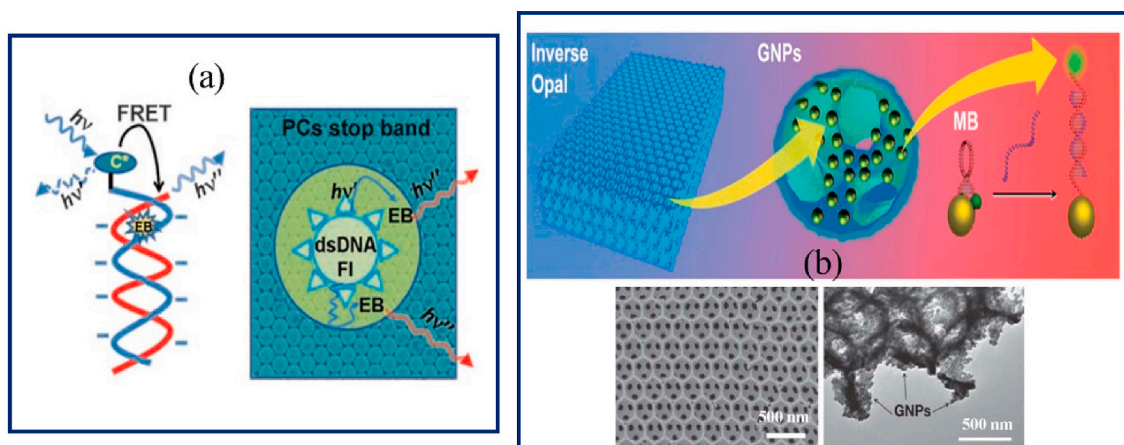 (a)
FRET
hν
C*
hν'
hν''
EB
PCs stop band
hν'
hν''
EB
dsDNA
FI
EB
hν''
Inverse
Opal
GNPs
MB
(b)
500 nm
GNPs
500 nm